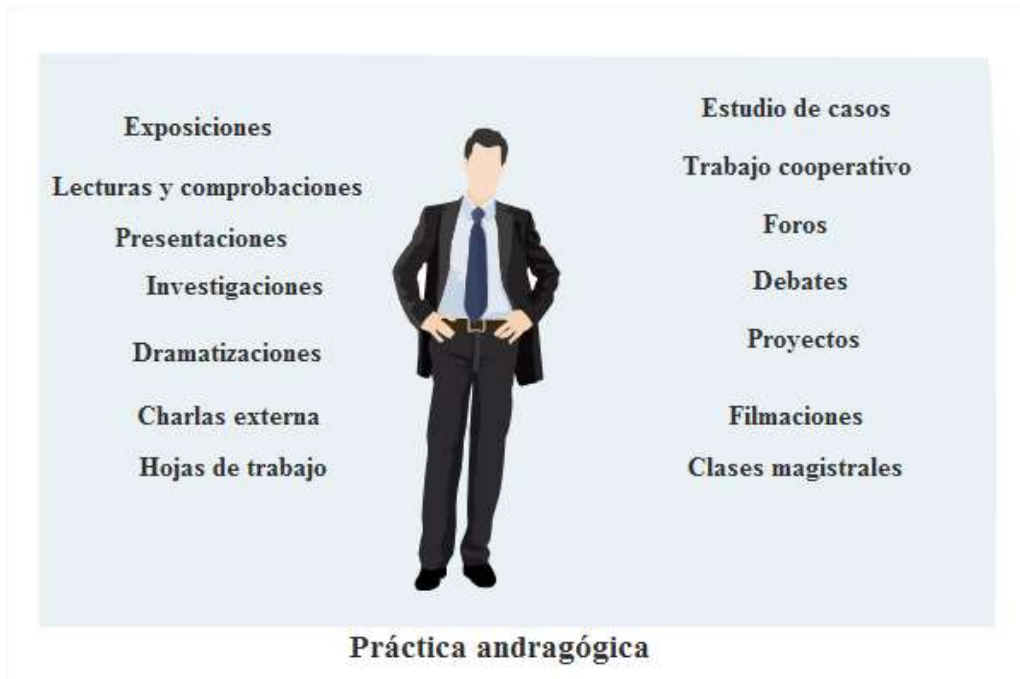 Exposiciones
Lecturas y comprobaciones
Presentaciones
Investigaciones
Dramatizaciones
Charlas externa
Hojas de trabajo
Estudio de casos
Trabajo cooperativo
Foros
Debates
Proyectos
Filmaciones
Clases magistrales
Práctica andragógica